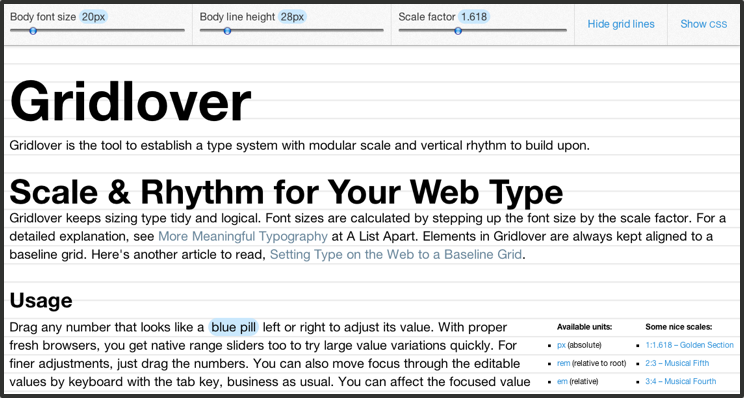 Body font size 20px
Body line height 28px
Scale factor 1.618
Hide grid lines
Show CSS
Gridlover
Gridlover is the tool to establish a type system with modular scale and vertical rhythm to build upon.
Scale & Rhythm for Your Web Type
Gridlover keeps sizing type tidy and logical. Font sizes are calculated by stepping up the font size by the scale factor. For a
detailed explanation, see More Meaningful Typography at A List Apart. Elements in Gridlover are always kept aligned to a
baseline grid. Here's another article to read, Setting Type on the Web to a Baseline Grid.
Usage
Drag any number that looks like a blue pill left or right to adjust its value. With proper
fresh browsers, you get native range sliders too to try large value variations quickly. For
finer adjustments, just drag the numbers. You can also move focus through the editable
values by keyboard with the tab key, business as usual. You can affect the focused value
Available units:
px (absolute)
rem (relative to root)
em (relative)
Some nice scales:
1:1.618 – Golden Section
2:3 – Musical Fifth
3:4 – Musical Fourth